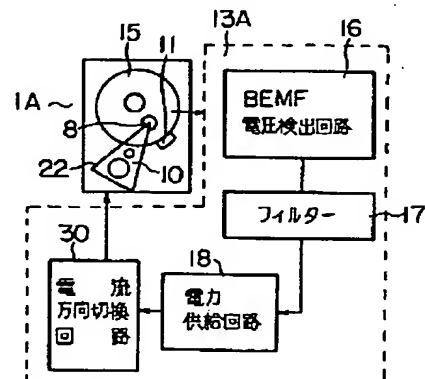 15
11
13A
16
1A
8
BEMF
電圧検出回路
22
10
フィルター
17
30
18
電流
方向切換
回路
電力
供給回路